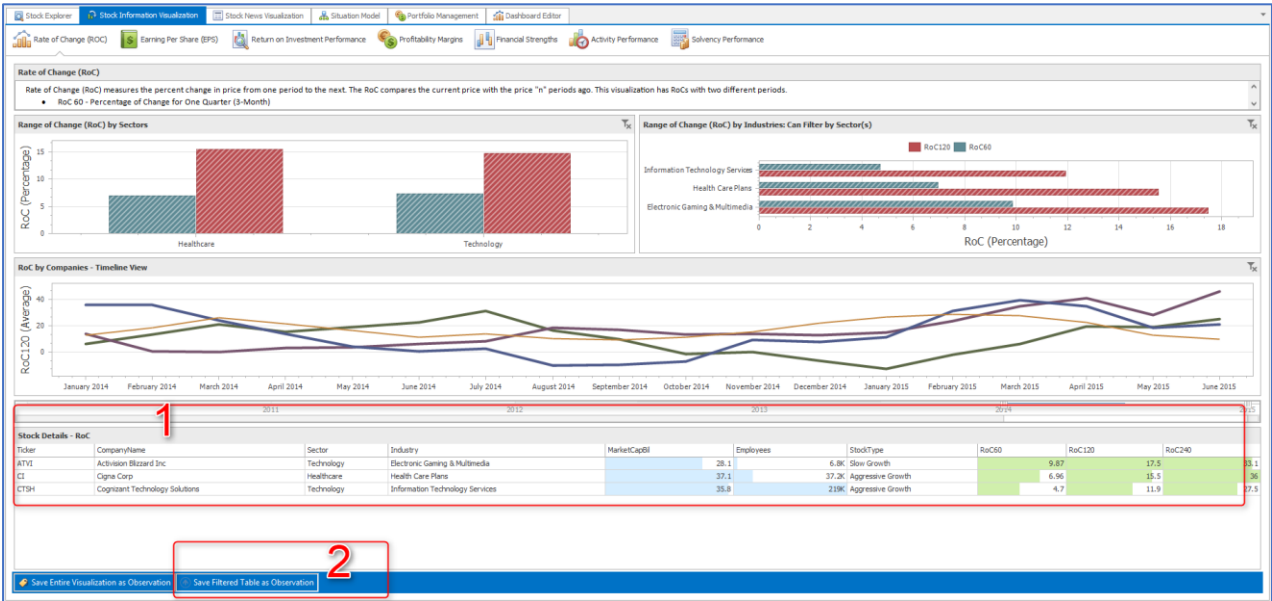 Stock Explorer Stock Information Visualization Stock News Visualization Situation Model Portfolio Management Dashboard Editor
Rate of Change (ROC) Earning Per Share (EPS) Return on Investment Performance Profitability Margins Financial Strengths Activity Performance Solvency Performance
Rate of Change (RoC)
Rate of Change (RoC) measures the percent change in price from one period to the next. The RoC compares the current price with the price "n" periods ago. This visualization has RoCs with two different periods.
• RoC 60 - Percentage of Change for One Quarter (3-Month)
Range of Change (RoC) by Sectors
RoC (Percentage)
15
10
5
0
Healthcare Technology
Range of Change (RoC) by Industries: Can Filter by Sector(s)
RoC120 RoC60
Information Technology Services
Health Care Plans
Electronic Gaming & Multimedia
0 2 4 6 8 10 12 14 16 18
RoC (Percentage)
RoC by Companies - Timeline View
RoC120 (Average)
40
20
0
January 2014 February 2014 March 2014 April 2014 May 2014 June 2014 July 2014 August 2014 September 2014 October 2014 November 2014 December 2014 January 2015 February 2015 March 2015 April 2015 May 2015 June 2015
2011 2012 2013 2014 2015
1
Stock Details - RoC
Ticker CompanyName Sector Industry MarketCapBil Employees StockType RoC60 RoC120 RoC240
ATVI Activision Blizzard Inc Technology Electronic Gaming & Multimedia 28.1 6.8K Slow Growth 9.87 17.5 33.1
CI Cigna Corp Healthcare Health Care Plans 37.1 37.2K Aggressive Growth 6.96 15.5 36
CTSH Cognizant Technology Solutions Technology Information Technology Services 35.8 219K Aggressive Growth 4.7 11.9 27.5
2
Save Entire Visualization as Observation Save Filtered Table as Observation